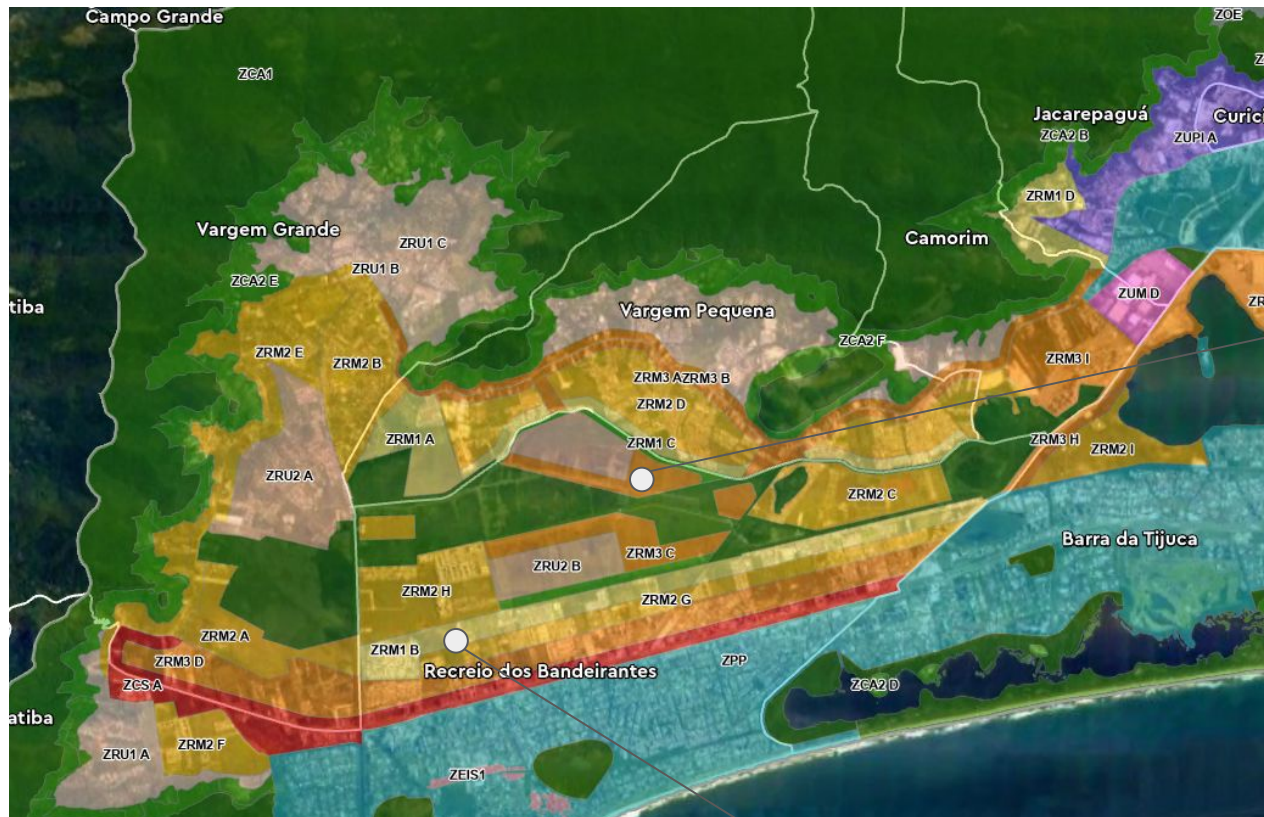 Campo Grande
ZOE
ZCA1
Jacarepaguá
ZCA2 B
Curici
ZUPI A
ZRM1 D
Vargem Grande
ZRU1 C
Camorim
ZRU1 B
ZCA2 E
tiba
ZUM D
ZR
Vargem Pequena
ZCA2 F
ZRM2 E
ZRM2 B
ZRM3 I
ZRM3 A
ZRM3 B
ZRM2 D
ZRM1 A
ZRM1 C
ZRM3 H
ZRM2 I
ZRU2 A
ZRM2 C
Barra da Tijuca
ZRM3 C
ZRU2 B
ZRM2 H
ZRM2 G
ZRM2 A
ZRM1 B
ZRM3 D
Recreio dos Bandeirantes
ZPP
ZCS A
ZCA2 D
atiba
ZRM2 F
ZRU1 A
ZEIS1